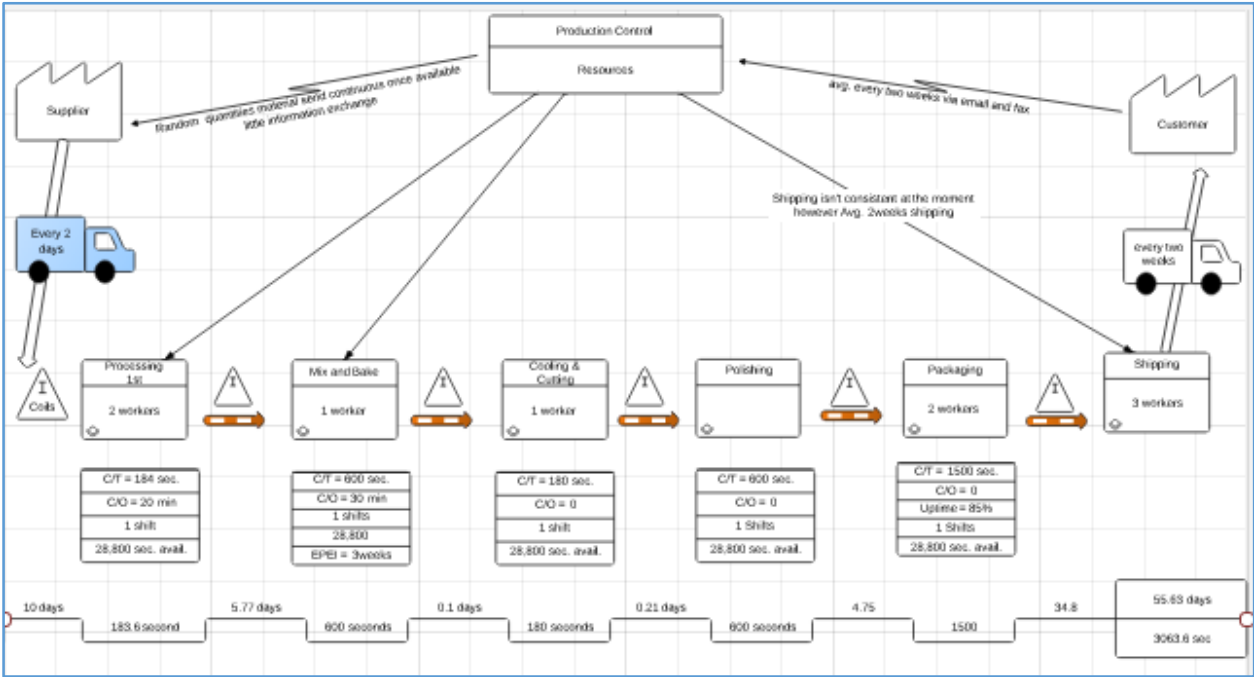 Production Control
Resources
Supplier
Random quantities material send continuous once available
little information exchange
avg. every two weeks via email and fax
Customer
Shipping isn't consistent at the moment
however Avg. 2weeks shipping
Every 2
days
every two
weeks
I
Coils
Processing
1st
2 workers
I
Mix and Bake
1 worker
I
Cooling &
Cutting
1 worker
I
Polishing
I
Packaging
2 workers
I
Shipping
3 workers
C/T = 184 sec.
C/O = 20 min
1 shift
28,800 sec. avail.
C/T = 600 sec.
C/O = 30 min
1 shifts
28,800
EPEI = 3weeks
C/T = 180 sec.
C/O = 0
1 shift
28,800 sec. avail.
C/T = 600 sec.
C/O = 0
1 Shifts
28,800 sec. avail.
C/T = 1500 sec.
C/O = 0
Uptime = 85%
1 Shifts
28,800 sec. avail.
10 days
183.6 second
5.77 days
600 seconds
0.1 days
180 seconds
0.21 days
600 seconds
4.75
1500
34.8
55.63 days
3063.6 sec